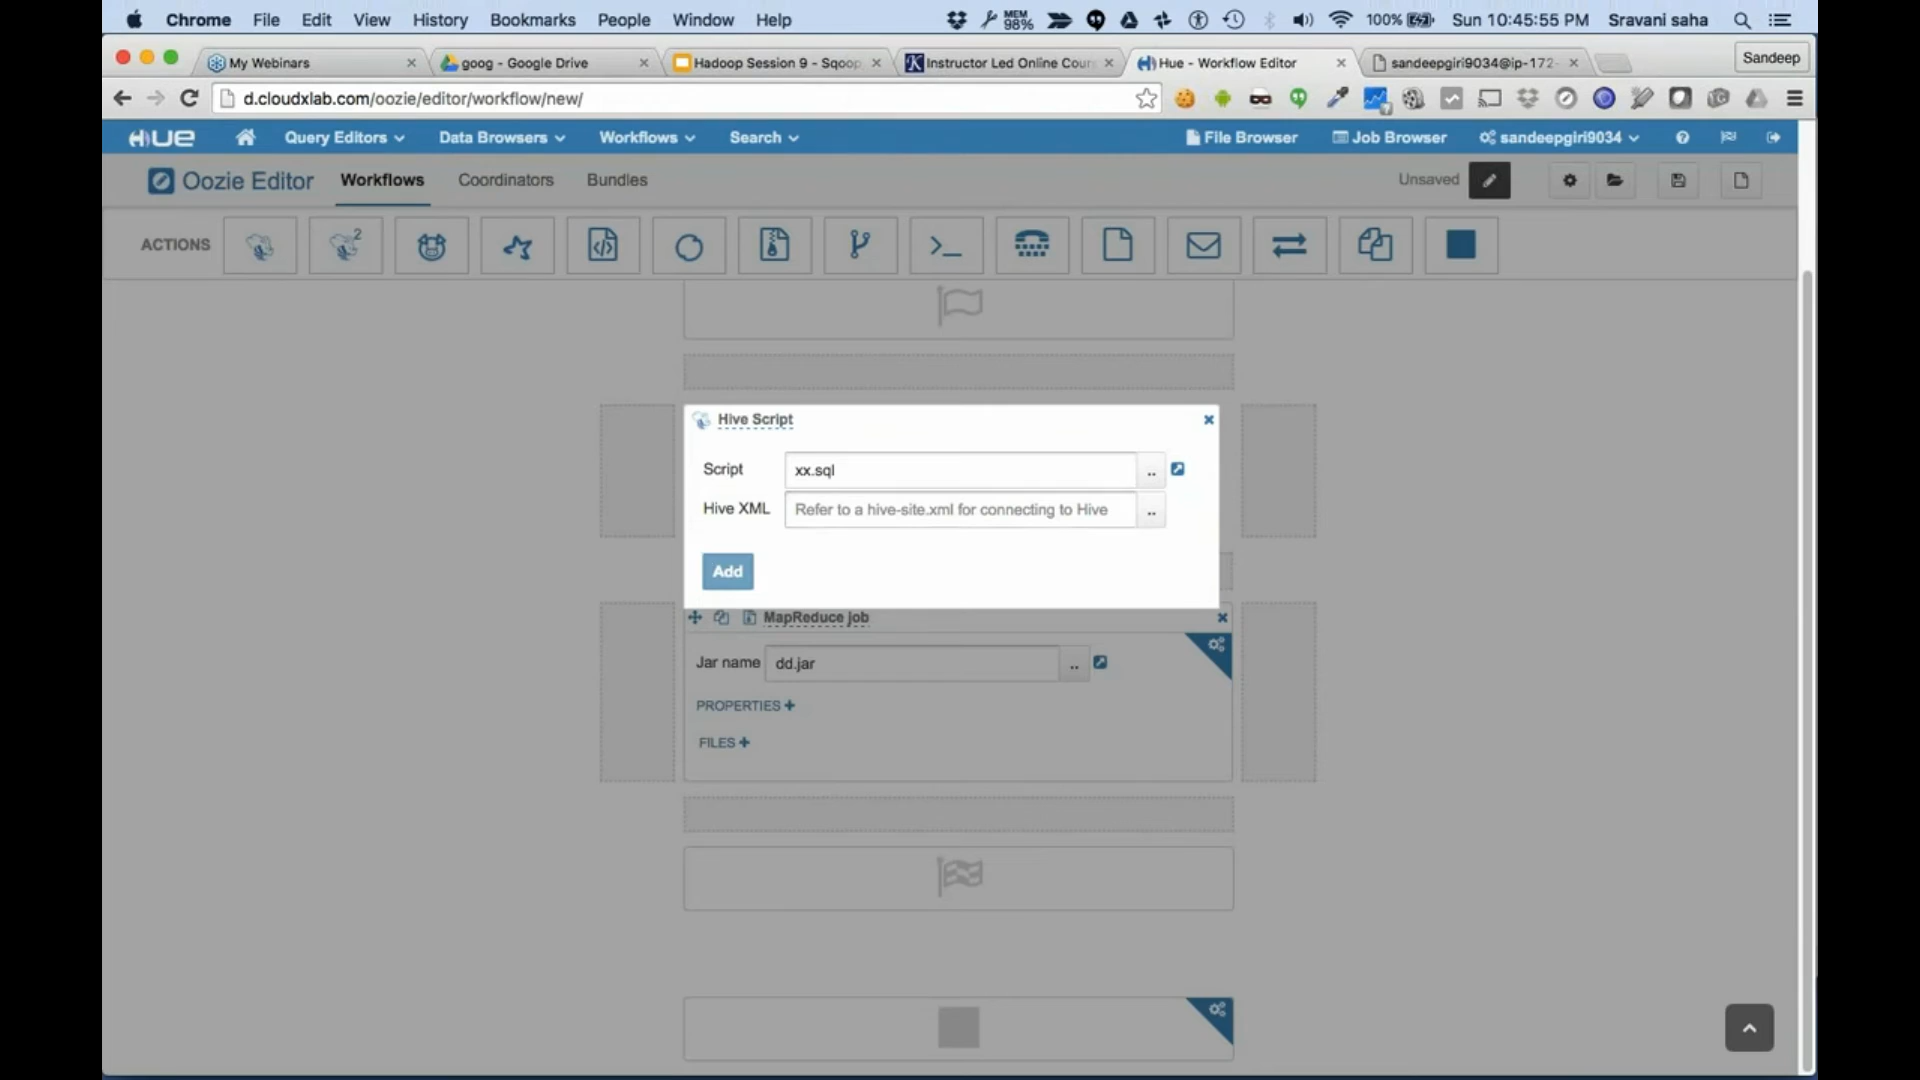 Chrome File Edit View History Bookmarks People Window Help MEM 98% 100% Sun 10:45:55 PM Sravani saha
My Webinars goog - Google Drive Hadoop Session 9 - Sqoop Instructor Led Online Cour Hue - Workflow Editor sandeepgiri9034@ip-172- Sandeep
d.cloudxlab.com/oozie/editor/workflow/new/
HUE Query Editors Data Browsers Workflows Search File Browser Job Browser sandeepgiri9034
Oozie Editor Workflows Coordinators Bundles Unsaved
ACTIONS 2
Hive Script
Script xx.sql ..
Hive XML Refer to a hive-site.xml for connecting to Hive ..
Add
MapReduce job
Jar name dd.jar ..
PROPERTIES +
FILES +